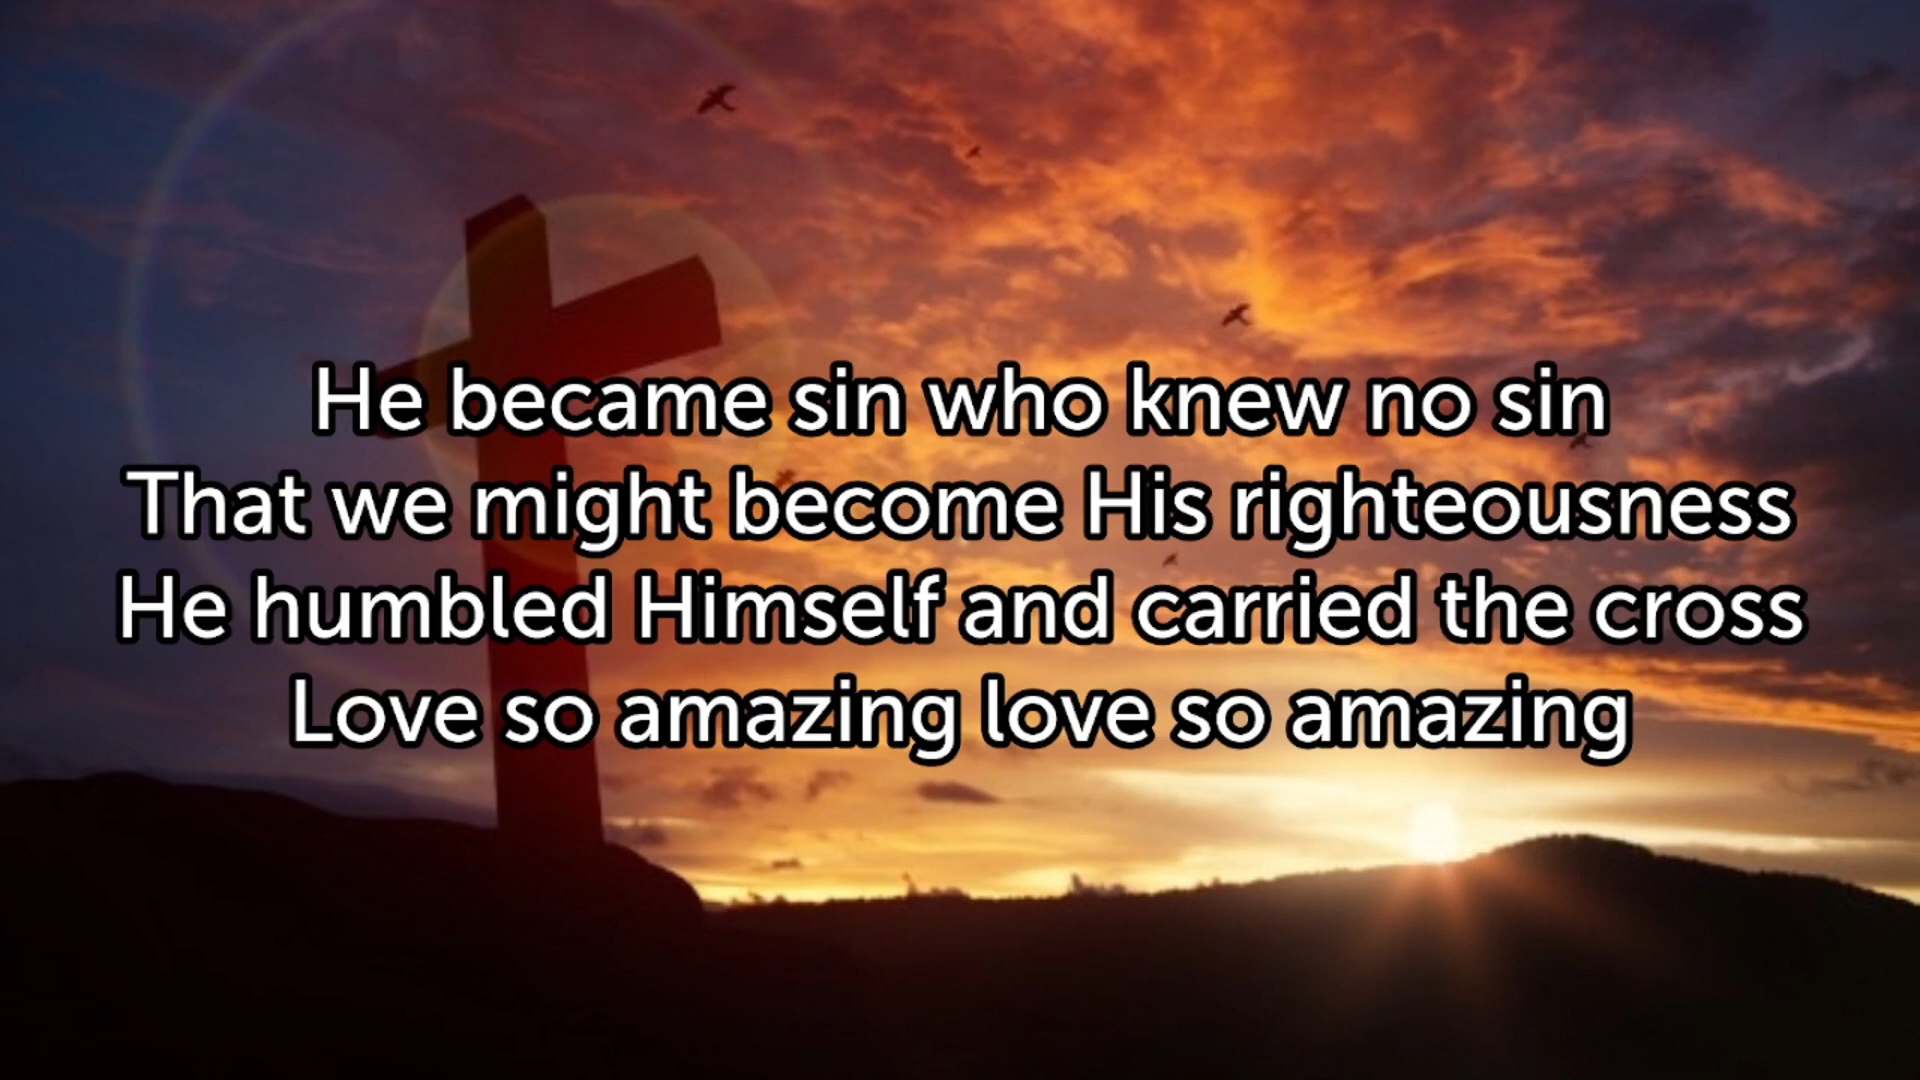 He became sin who knew no sin
That we might become His righteousness
He humbled Himself and carried the cross
Love so amazing love so amazing